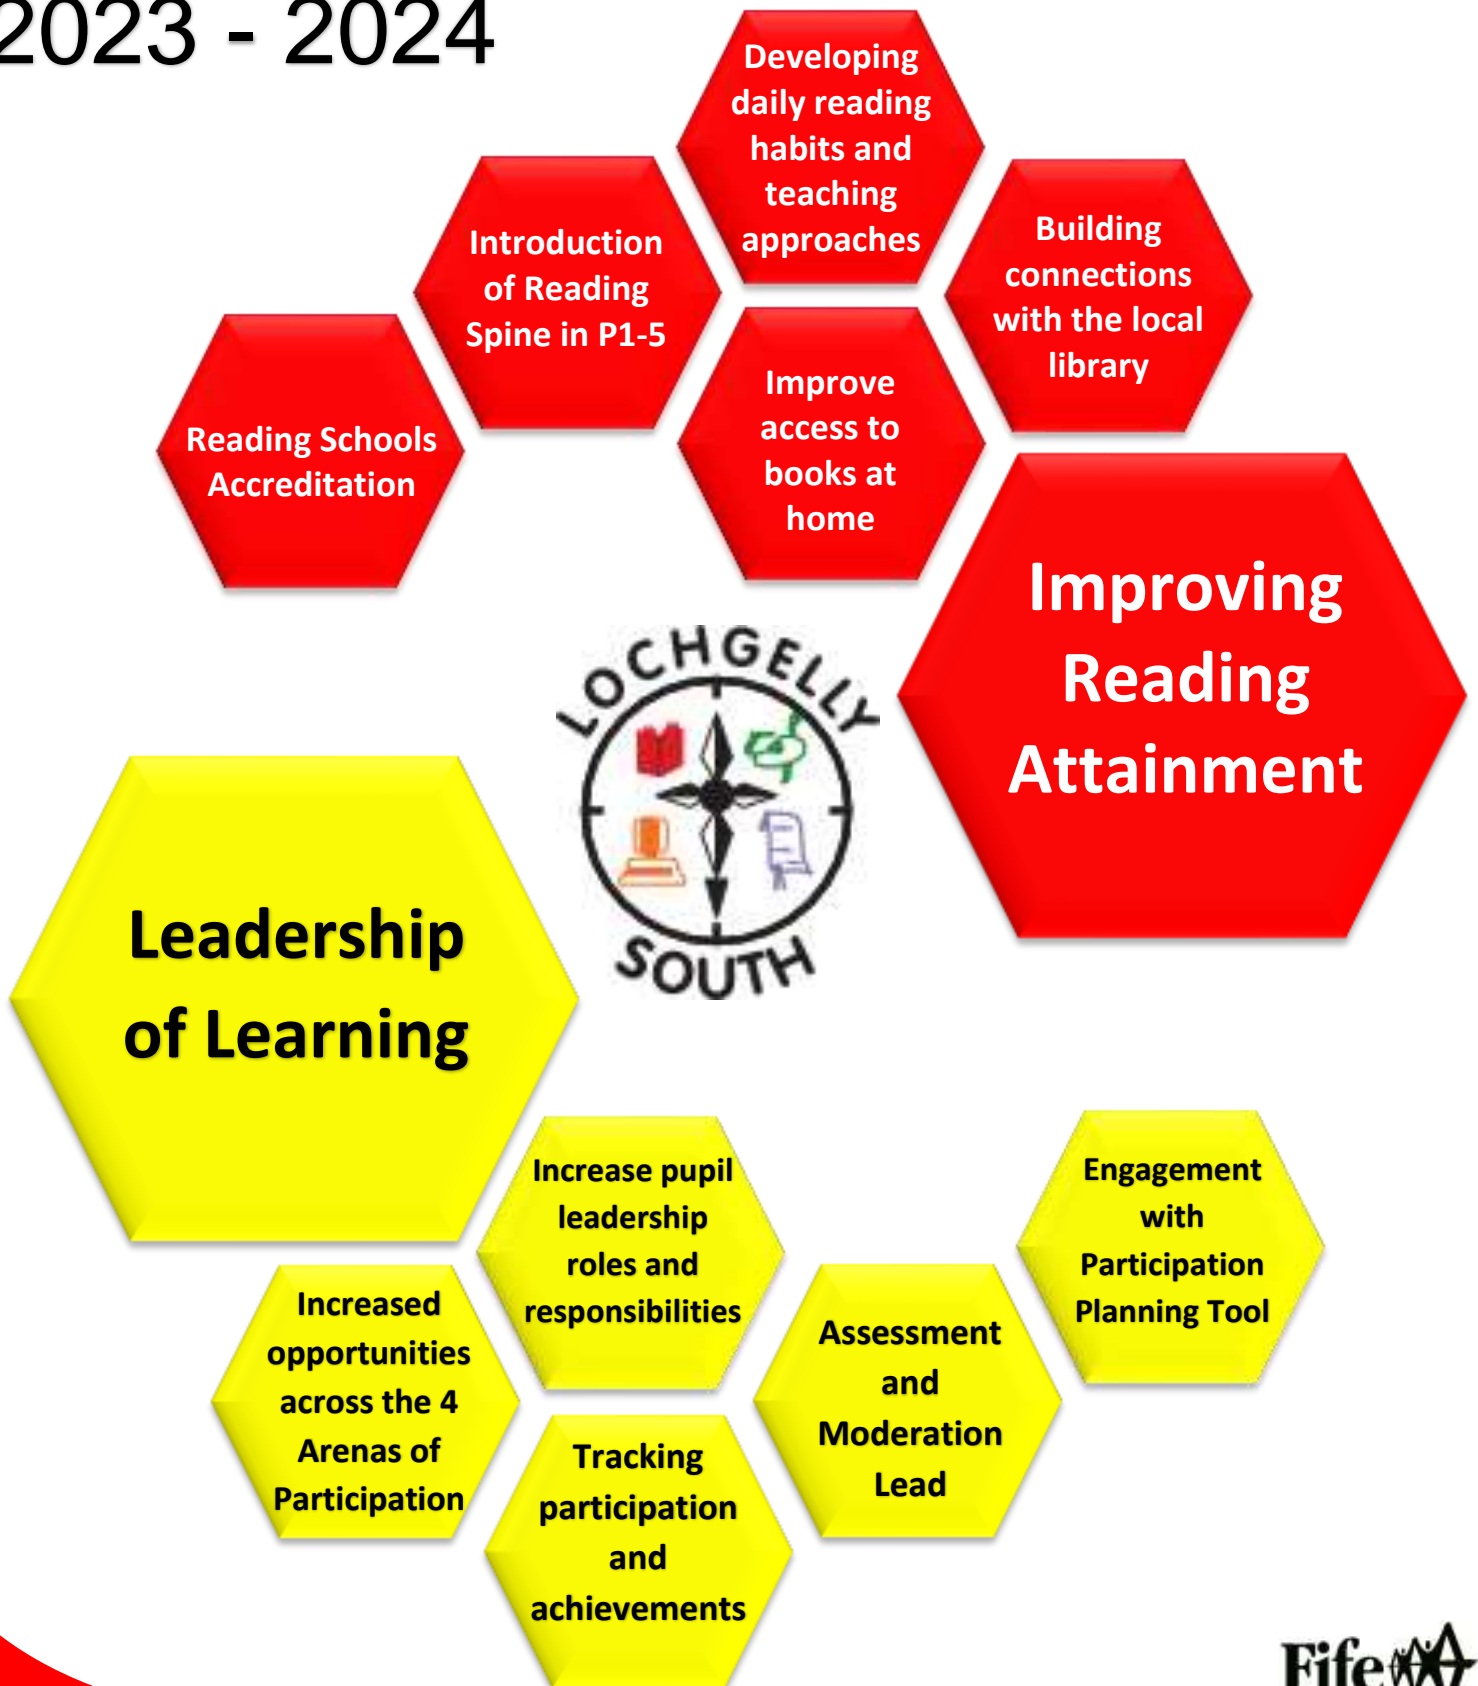 2023 - 2024
Developing
daily reading
habits and
teaching
approaches
Introduction
of Reading
Spine in P1-5
Building
connections
with the local
library
Reading Schools
Accreditation
Improve
access to
books at
home
Improving
Reading
Attainment
LOCHGELLY
SOUTH
Leadership
of Learning
Increase pupil
leadership
roles and
responsibilities
Engagement
with
Participation
Planning Tool
Increased
opportunities
across the 4
Arenas of
Participation
Assessment
and
Moderation
Lead
Tracking
participation
and
achievements
Fife